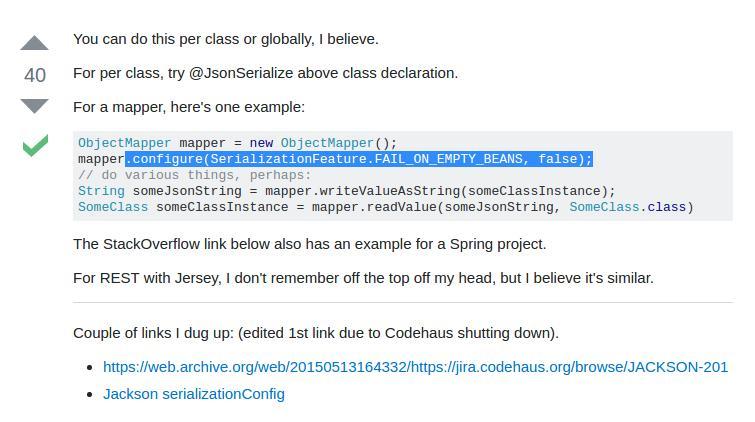 You can do this per class or globally, I believe.
40
For per class, try @JsonSerialize above class declaration.
For a mapper, here's one example:
ObjectMapper mapper = new ObjectMapper();
mapper.configure(SerializationFeature.FAIL_ON_EMPTY_BEANS, false);
// do various things, perhaps:
String someJsonString = mapper.writeValueAsString(someClassInstance);
SomeClass someClassInstance = mapper.readValue(someJsonString, SomeClass.class)
The StackOverflow link below also has an example for a Spring project.
For REST with Jersey, I don't remember off the top off my head, but I believe it's similar.
Couple of links I dug up: (edited 1st link due to Codehaus shutting down).
https://web.archive.org/web/20150513164332/https://jira.codehaus.org/browse/JACKSON-201
Jackson serializationConfig